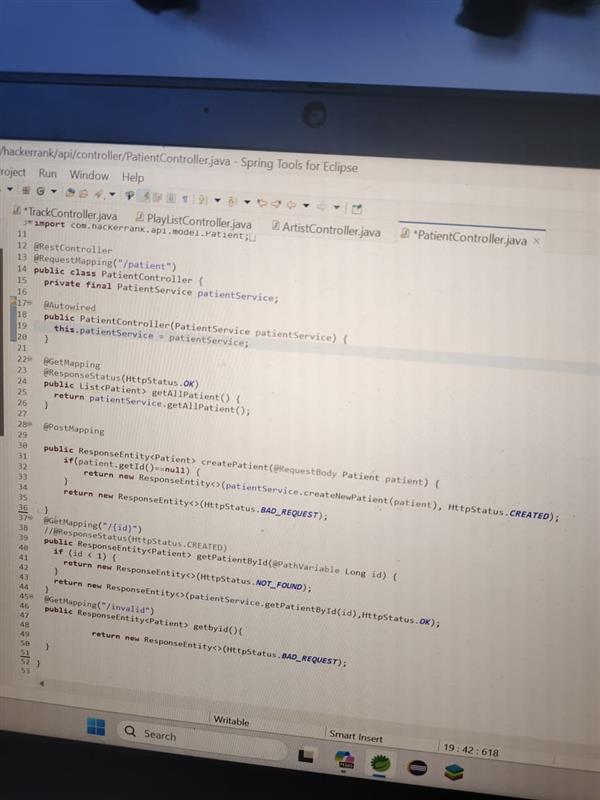 /hackerrank/api/controller/PatientController.java - Spring Tools for Eclipse
roject Run Window Help
*TrackController.java PlayListController.java ArtistController.java *PatientController.java
3 import com.hackerrank.api.model.Patient;
11
12 @RestController
13 @RequestMapping("/patient")
14 public class PatientController {
15 private final PatientService patientService;
16
17 @Autowired
18 public PatientController(PatientService patientService) {
19 this.patientService = patientService;
20 }
21
22 @GetMapping
23 @ResponseStatus(HttpStatus.OK)
24 public List<Patient> getAllPatient() {
25 return patientService.getAllPatient();
26 }
27
28 @PostMapping
29
30 public ResponseEntity<Patient> createPatient(@RequestBody Patient patient) {
31 if(patient.getId()==null) {
32 return new ResponseEntity<>(patientService.createNewPatient(patient), HttpStatus.CREATED);
33 }
34 return new ResponseEntity<>(HttpStatus.BAD_REQUEST);
35
36 }
37 @GetMapping("/{id}")
38 //@ResponseStatus(HttpStatus.CREATED)
39 public ResponseEntity<Patient> getPatientById(@PathVariable Long id) {
40 if (id < 1) {
41 return new ResponseEntity<>(HttpStatus.NOT_FOUND);
42 }
43 return new ResponseEntity<>(patientService.getPatientById(id),HttpStatus.OK);
44 }
45 @GetMapping("/invalid")
46 public ResponseEntity<Patient> getbyid(){
47
48
49 return new ResponseEntity<>(HttpStatus.BAD_REQUEST);
50 }
51
52 }
53
Writable Smart Insert 19 : 42 : 618
Search